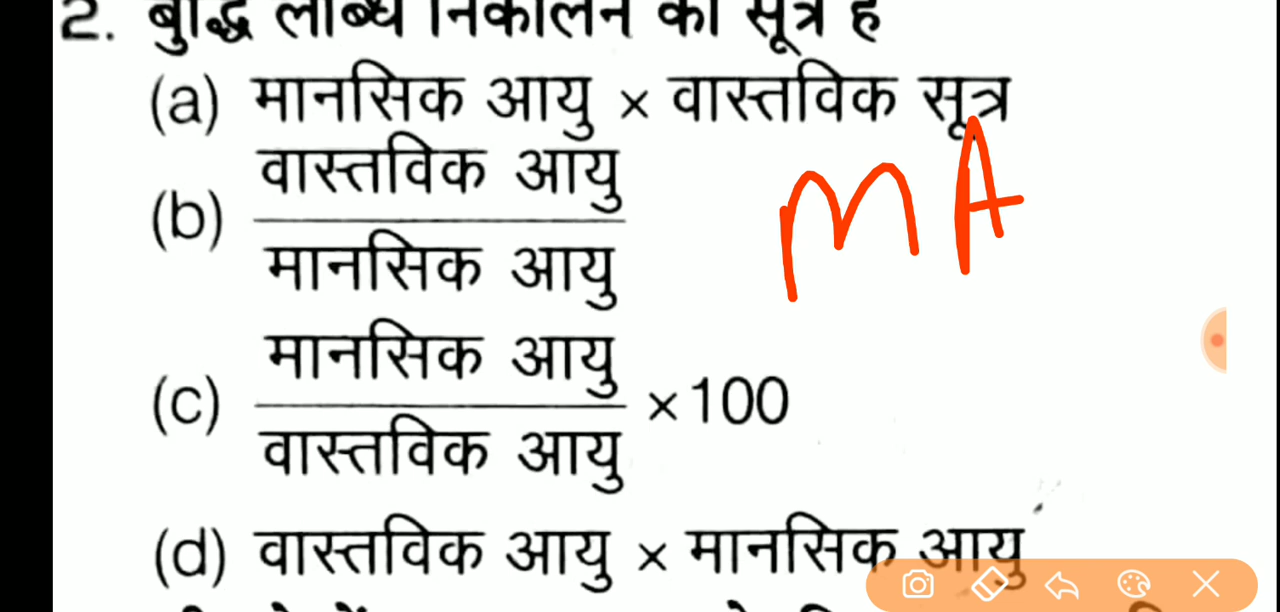 2. बुद्धि लब्धि निकालने का सूत्र है
(a) मानसिक आयु × वास्तविक सूत्र
(b) वास्तविक आयु
मानसिक आयु
MA
(c) मानसिक आयु
वास्तविक आयु ×100
(d) वास्तविक आयु × मानसिक आयु